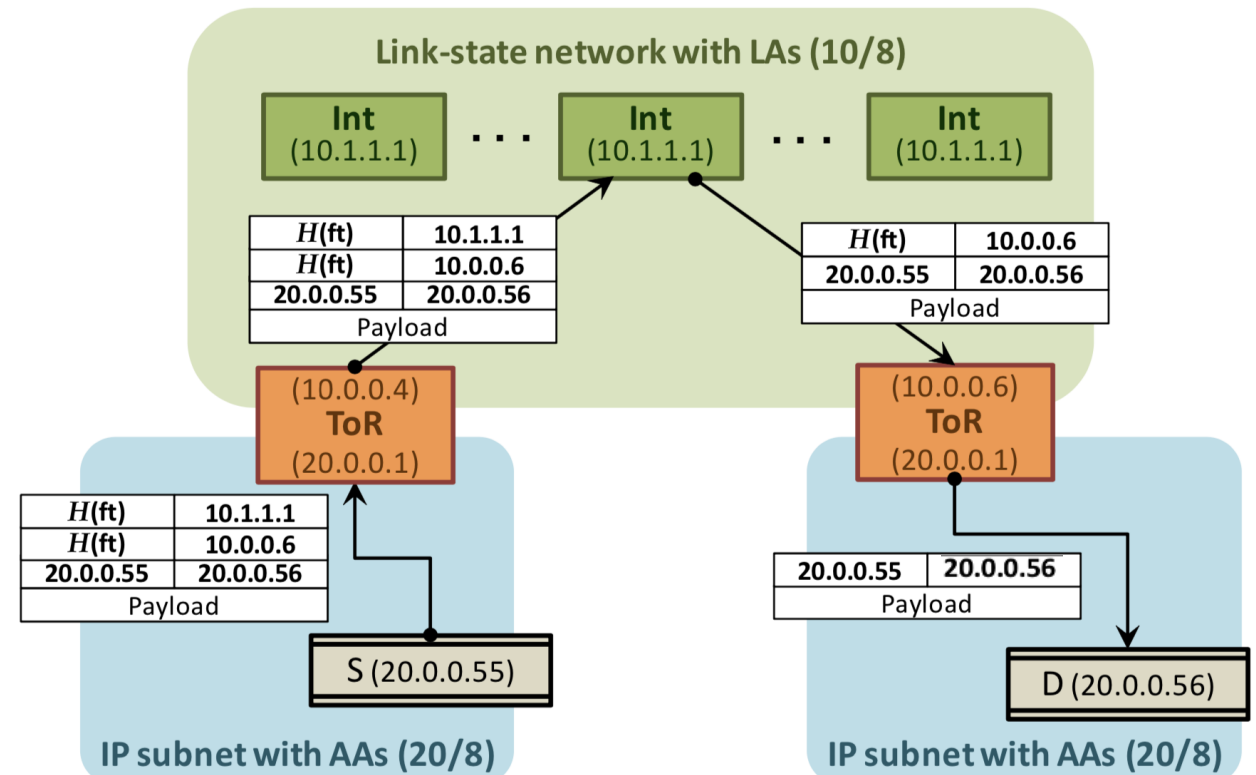 Link-state network with LAs (10/8)
Int
(10.1.1.1)
. . .
Int
(10.1.1.1)
. . .
Int
(10.1.1.1)
H(ft) 10.1.1.1
H(ft) 10.0.0.6
20.0.0.55 20.0.0.56
Payload
H(ft) 10.0.0.6
20.0.0.55 20.0.0.56
Payload
(10.0.0.4)
ToR
(20.0.0.1)
(10.0.0.6)
ToR
(20.0.0.1)
H(ft) 10.1.1.1
H(ft) 10.0.0.6
20.0.0.55 20.0.0.56
Payload
20.0.0.55 20.0.0.56
Payload
S (20.0.0.55)
D (20.0.0.56)
IP subnet with AAs (20/8)
IP subnet with AAs (20/8)